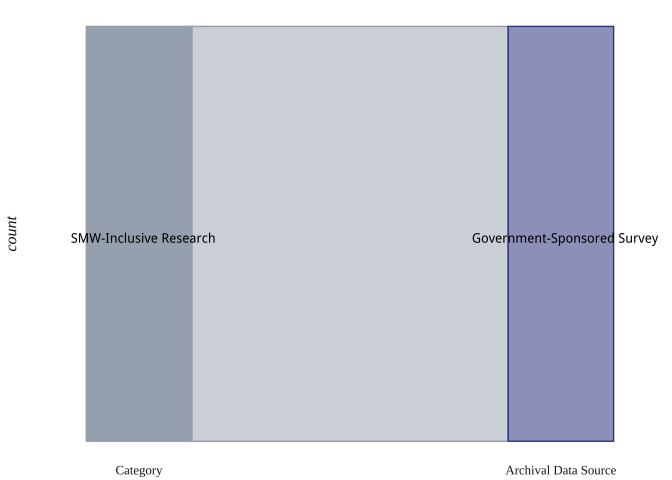 count
SMW-Inclusive Research
Government-Sponsored Survey
Category
Archival Data Source